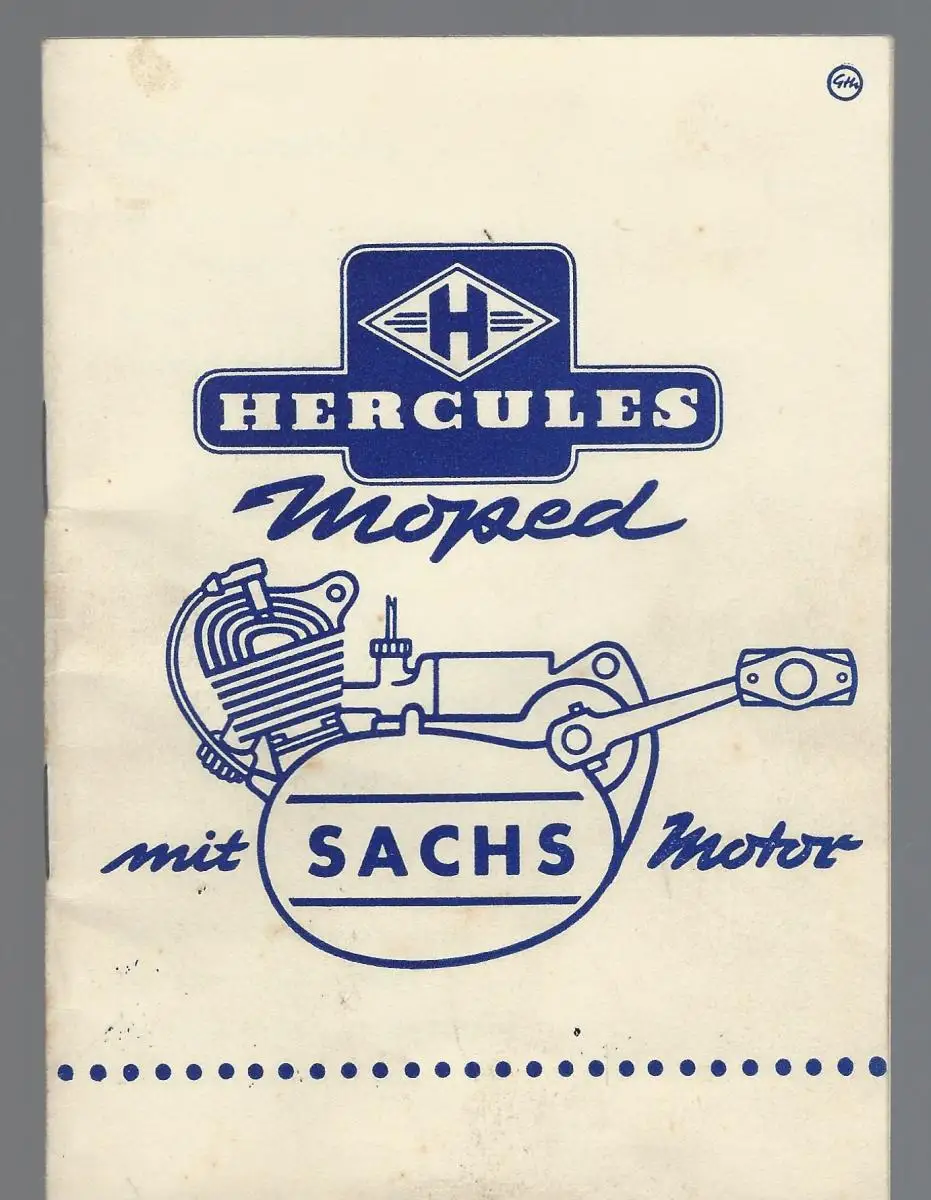 H
HERCULES
Moped
mit SACHS Motor